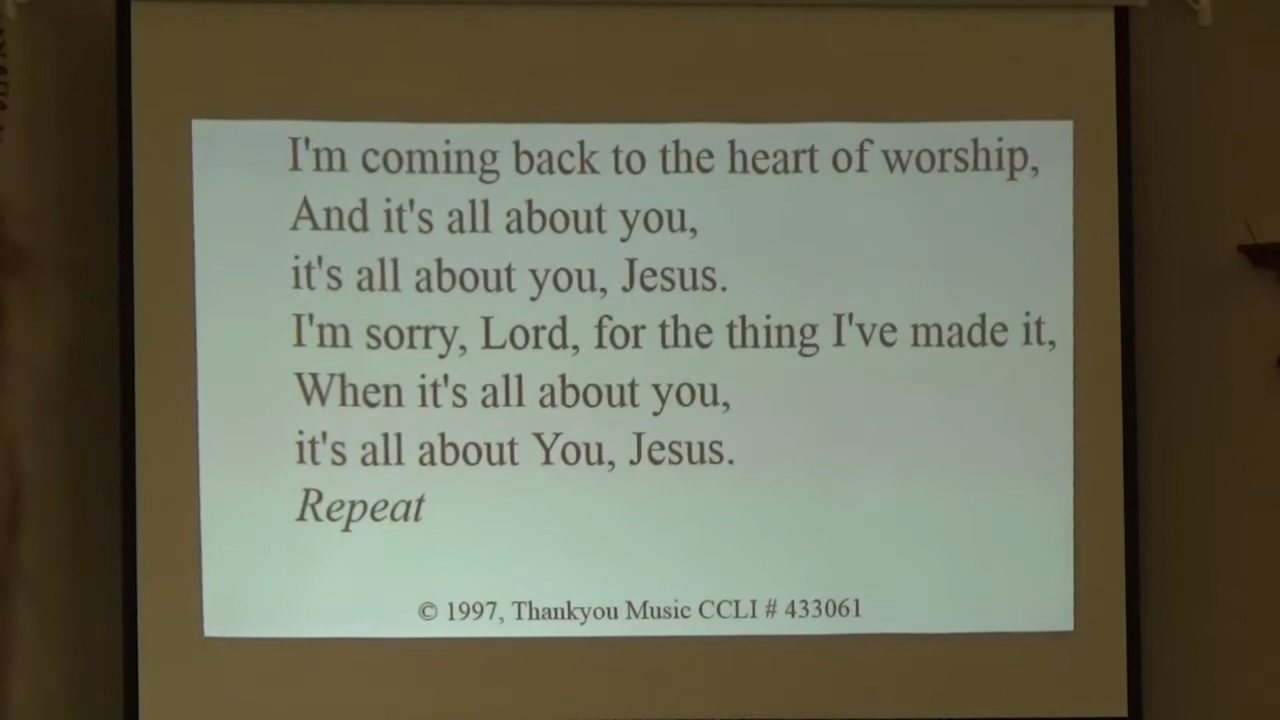 I'm coming back to the heart of worship,
And it's all about you,
it's all about you, Jesus.
I'm sorry, Lord, for the thing I've made it,
When it's all about you,
it's all about You, Jesus.
Repeat
© 1997, Thankyou Music CCLI # 433061